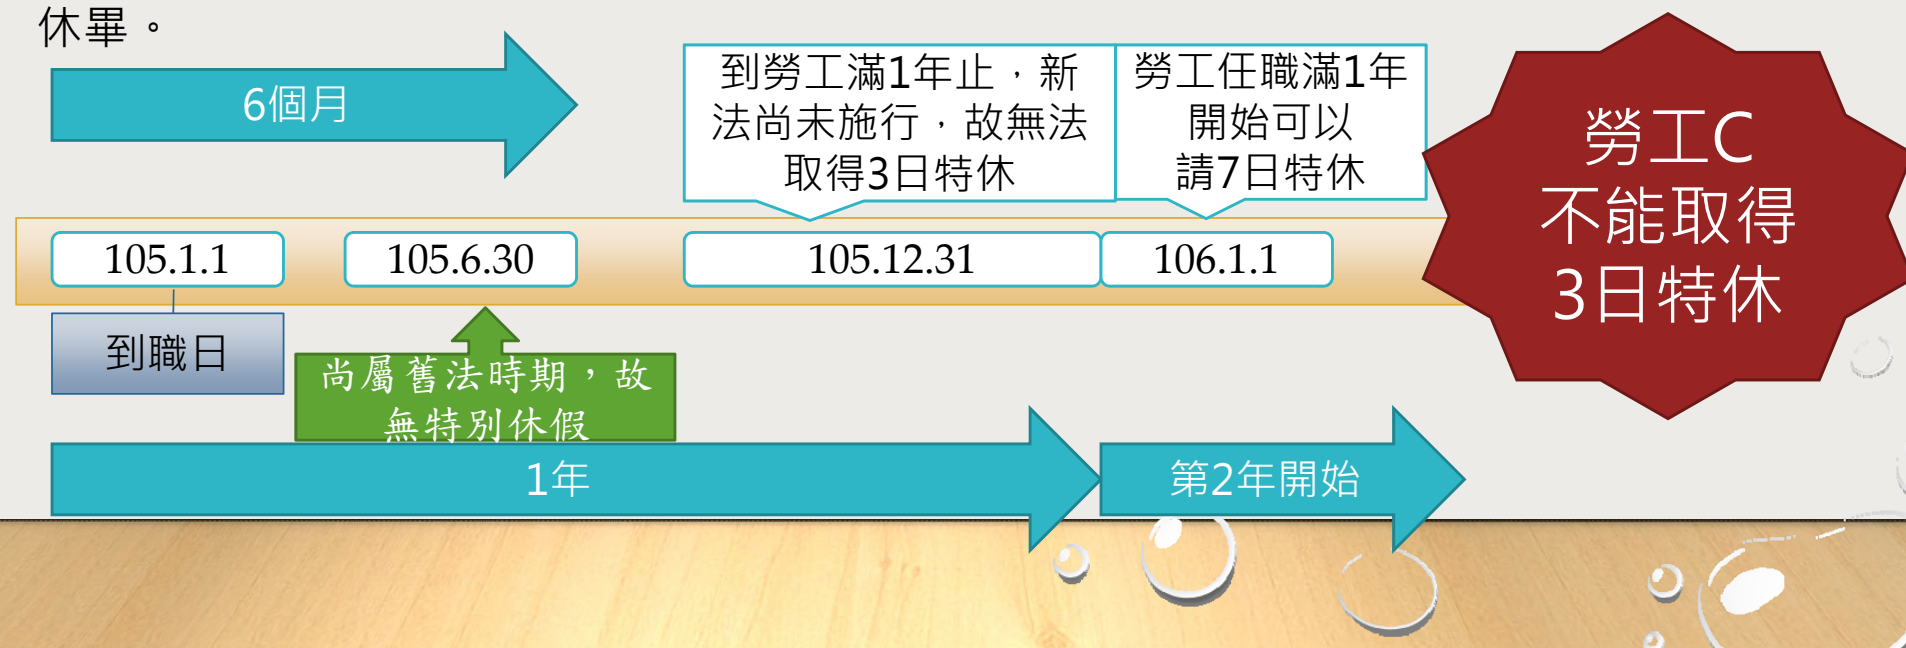 休畢。
6個月
到勞工滿1年止，新
法尚未施行，故無法
取得3日特休
勞工任職滿1年
開始可以
請7日特休
勞工C
不能取得
3日特休
105.1.1
105.6.30
105.12.31
106.1.1
到職日
尚屬舊法時期，故
無特別休假
1年
第2年開始